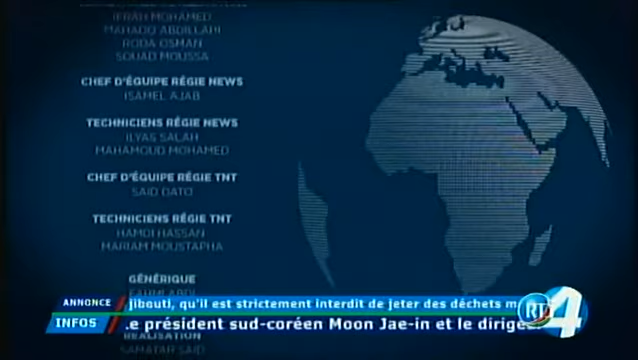 IFRAH MOHAMED
MAHADO ABDILLAHI
RODA OSMAN
SOUAD MOUSSA
CHEF D'ÉQUIPE RÉGIE NEWS
ISAMEL AJAB
TECHNICIENS RÉGIE NEWS
ILYAS SALAH
MAHAMOUD MOHAMED
CHEF D'ÉQUIPE RÉGIE TNT
SAID DATO
TECHNICIENS RÉGIE TNT
HAMDI HASSAN
MARIAM MOUSTAPHA
GÉNÉRIQUE
ANNONCE jibouti, qu'il est strictement interdit de jeter des déchets m
INFOS .e président sud-coréen Moon Jae-in et le dirige
RT 4
RÉALISATION
SAMATAR SAID